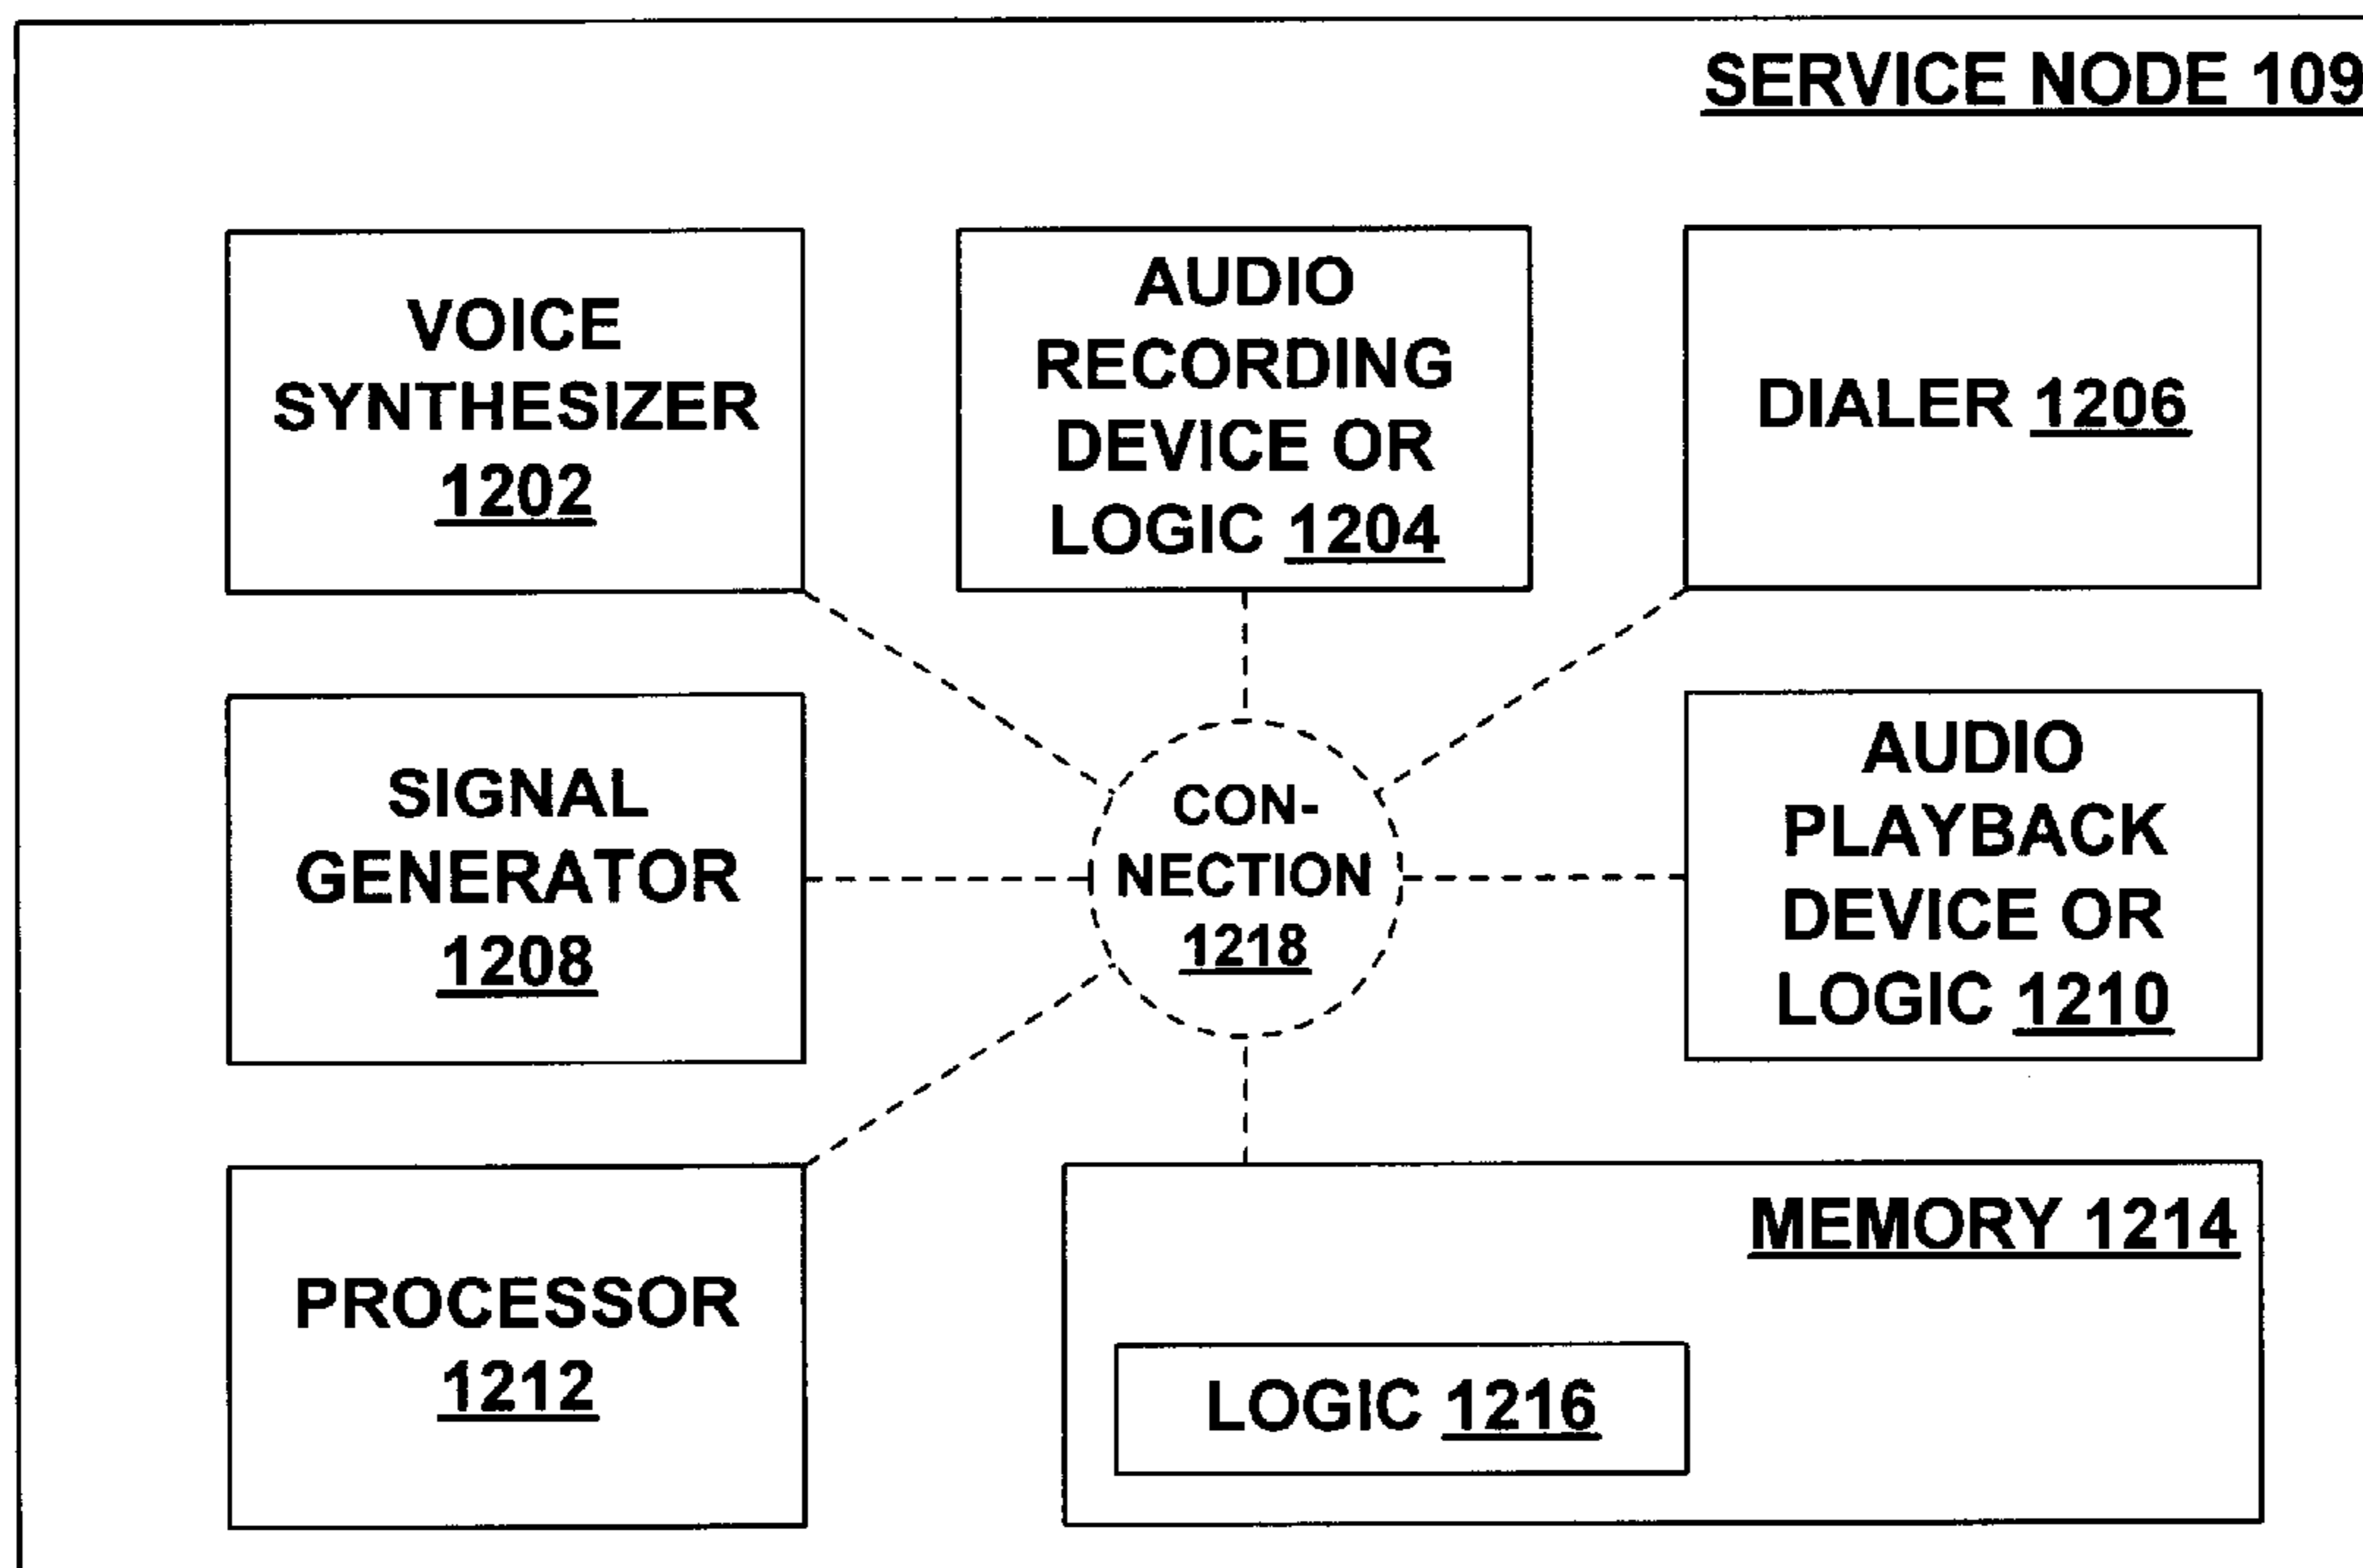 SERVICE NODE 109
VOICE
SYNTHESIZER
1202
AUDIO
RECORDING
DEVICE OR
LOGIC 1204
DIALER 1206
SIGNAL
GENERATOR
1208
CON-
NECTION
1218
AUDIO
PLAYBACK
DEVICE OR
LOGIC 1210
PROCESSOR
1212
MEMORY 1214
LOGIC 1216